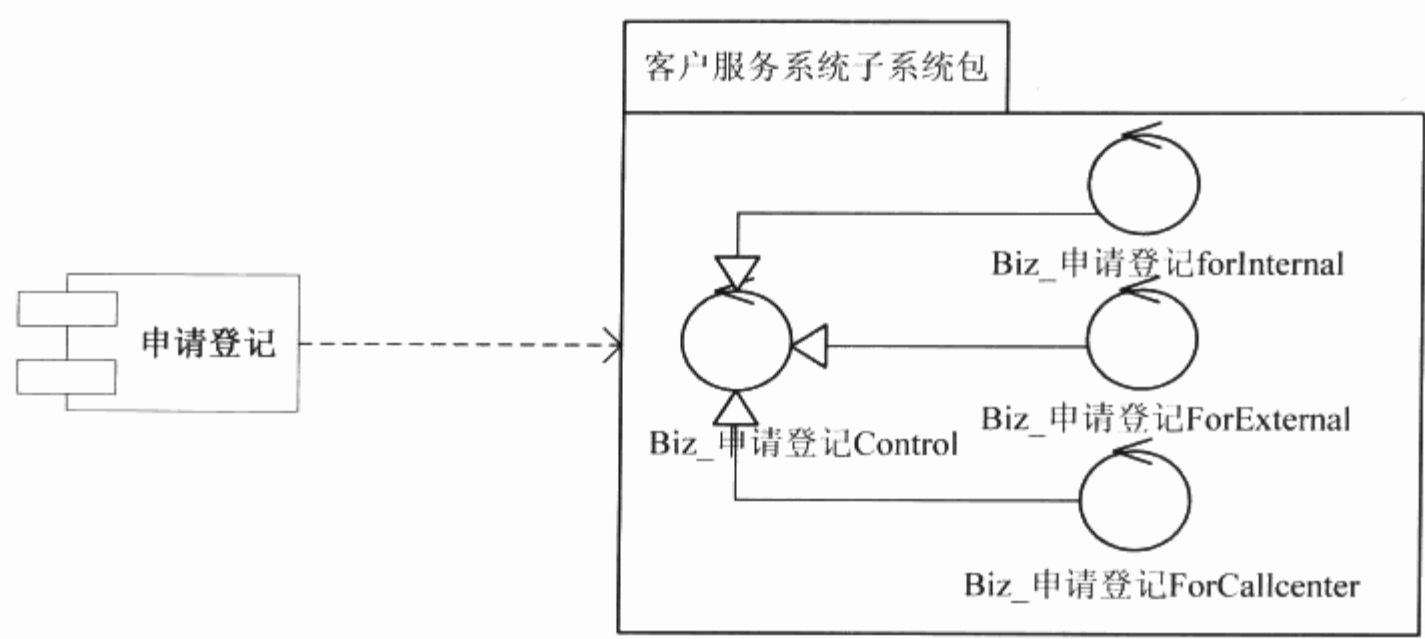 客户服务系统子系统包
Biz_申请登记forInternal
申请登记
Biz_申请登记ForExternal
Biz_申请登记Control
Biz_申请登记ForCallcenter